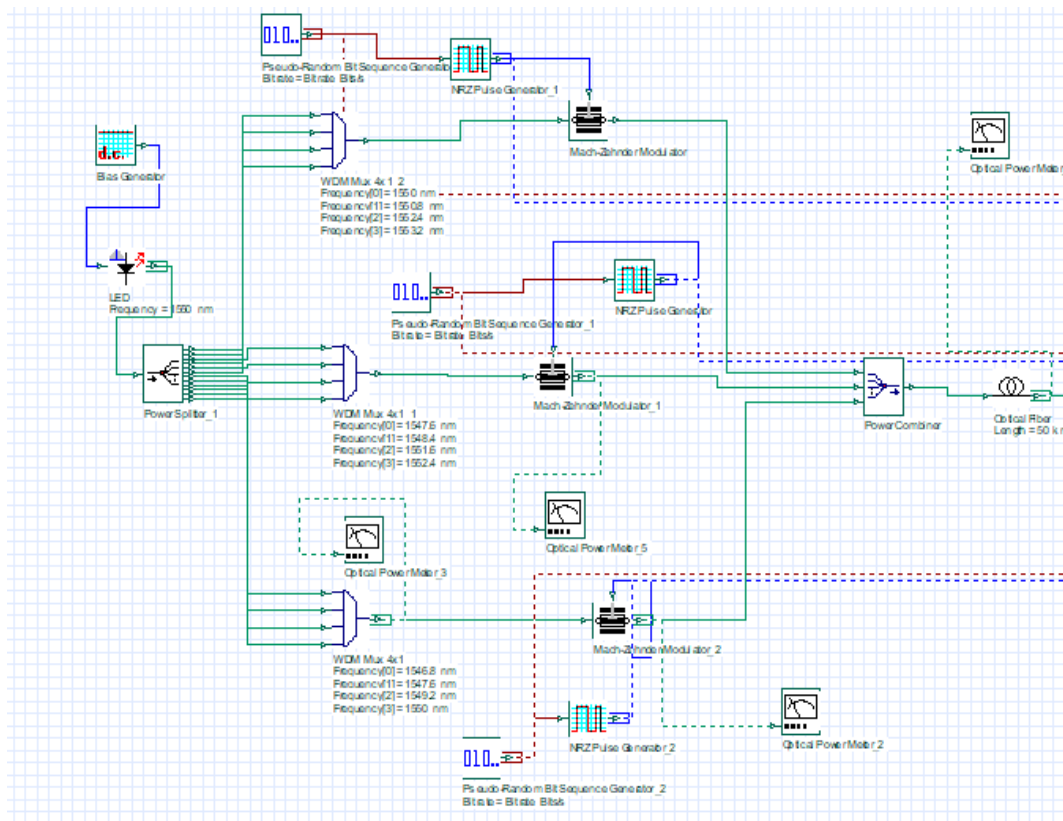 010..
Pseudo-Random Bit Sequence Generator
Bitrate = Bitrate Bits/s
NRZ Pulse Generator_1
Mach-Zehnder Modulator
Optical Power Meter
d.c.
Bias Generator
WDM Mux 4x1_2
Frequency[0] = 1550 nm
Frequency[1] = 1550.8 nm
Frequency[2] = 1552.4 nm
Frequency[3] = 1553.2 nm
LED
Frequency = 1550 nm
010..
Pseudo-Random Bit Sequence Generator_1
Bitrate = Bitrate Bits/s
NRZ Pulse Generator
PowerSplitter_1
WDM Mux 4x1_1
Frequency[0] = 1547.6 nm
Frequency[1] = 1548.4 nm
Frequency[2] = 1551.6 nm
Frequency[3] = 1552.4 nm
Mach-Zehnder Modulator_1
PowerCombiner
Optical Fiber
Length = 50 k
Optical Power Meter_3
Optical Power Meter_5
WDM Mux 4x1
Frequency[0] = 1546.8 nm
Frequency[1] = 1547.6 nm
Frequency[2] = 1549.2 nm
Frequency[3] = 1550 nm
Mach-Zehnder Modulator_2
NRZ Pulse Generator_2
Optical Power Meter_2
010..
Pseudo-Random Bit Sequence Generator_2
Bitrate = Bitrate Bits/s